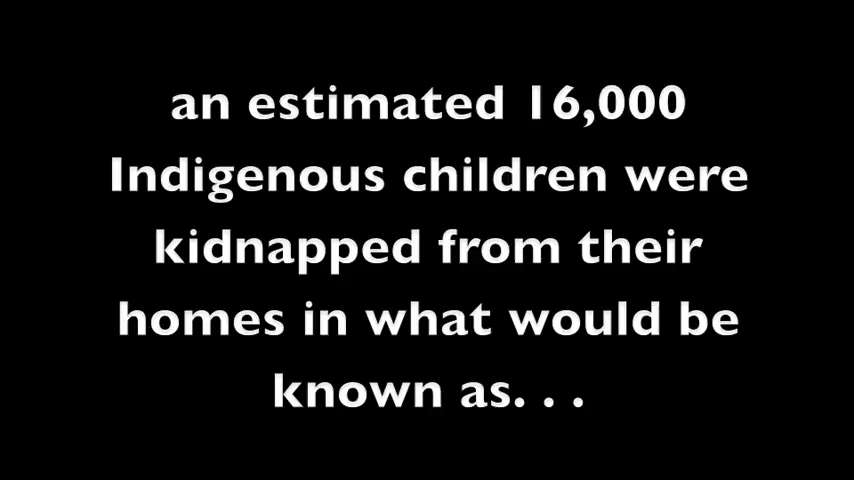 an estimated 16,000
Indigenous children were
kidnapped from their
homes in what would be
known as. . .